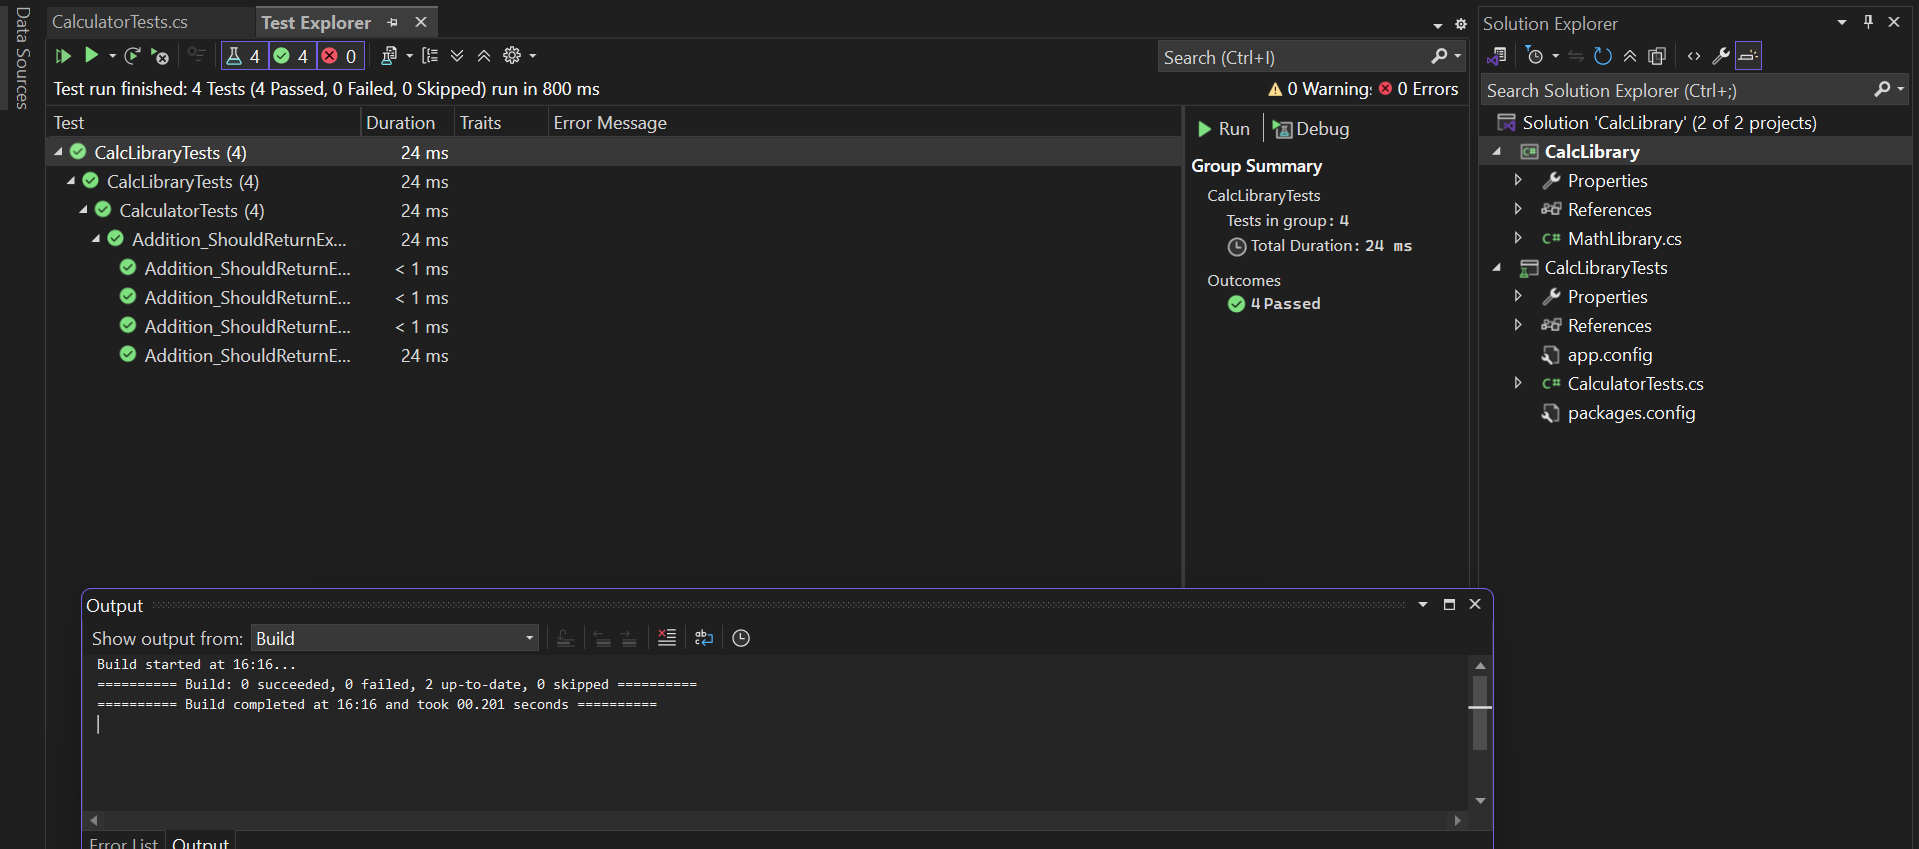 Data Sources
CalculatorTests.cs
Test Explorer
4 4 0
Search (Ctrl+I)
Test run finished: 4 Tests (4 Passed, 0 Failed, 0 Skipped) run in 800 ms
0 Warning: 0 Errors
Test Duration Traits Error Message
CalcLibraryTests (4) 24 ms
CalcLibraryTests (4) 24 ms
CalculatorTests (4) 24 ms
Addition_ShouldReturnEx... 24 ms
Addition_ShouldReturnE... < 1 ms
Addition_ShouldReturnE... < 1 ms
Addition_ShouldReturnE... < 1 ms
Addition_ShouldReturnE... 24 ms
Run Debug
Group Summary
CalcLibraryTests
Tests in group: 4
Total Duration: 24 ms
Outcomes
4 Passed
Solution Explorer
Search Solution Explorer (Ctrl+;)
Solution 'CalcLibrary' (2 of 2 projects)
CalcLibrary
Properties
References
C# MathLibrary.cs
CalcLibraryTests
Properties
References
app.config
C# CalculatorTests.cs
packages.config
Output
Show output from: Build
Build started at 16:16...
========== Build: 0 succeeded, 0 failed, 2 up-to-date, 0 skipped ==========
========== Build completed at 16:16 and took 00.201 seconds ==========
Error List Output